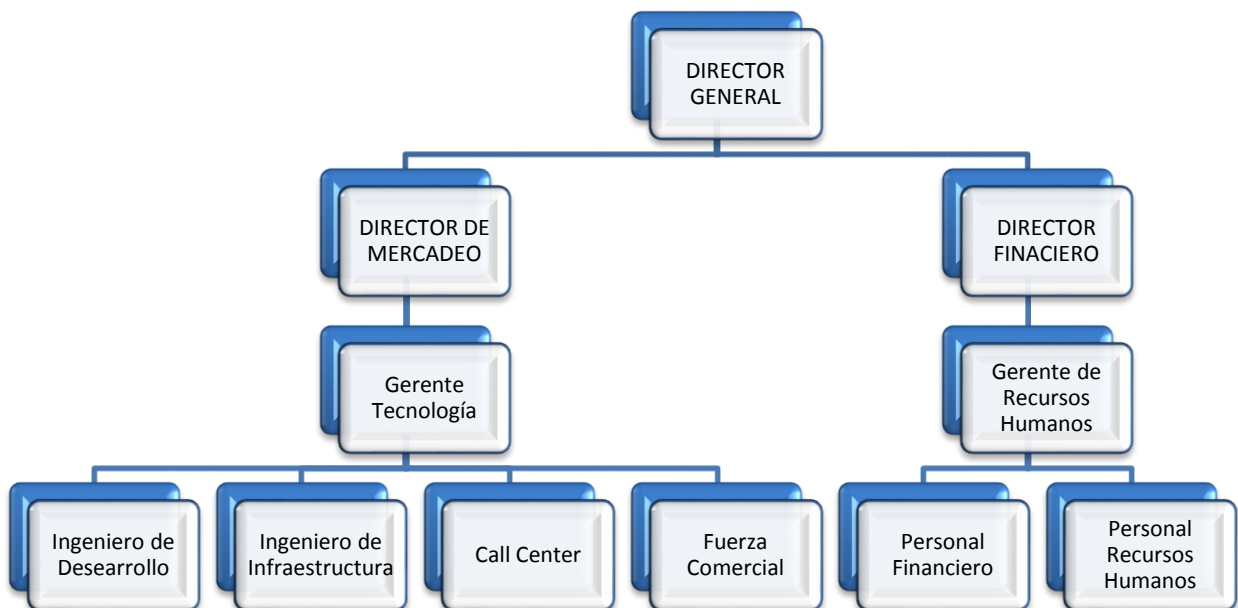 DIRECTOR
GENERAL
DIRECTOR DE
MERCADEO
DIRECTOR
FINACIERO
Gerente
Tecnología
Gerente de
Recursos
Humanos
Ingeniero de
Desearrollo
Ingeniero de
Infraestructura
Call Center
Fuerza
Comercial
Personal
Financiero
Personal
Recursos
Humanos